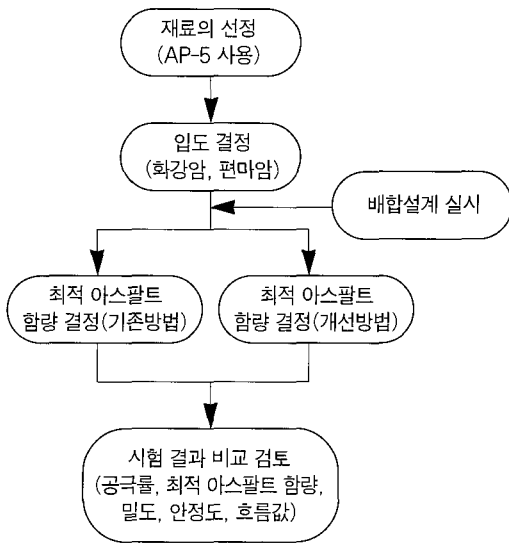 재료의 선정
(AP-5 사용)
입도 결정
(화강암, 편마암)
배합설계 실시
최적 아스팔트
함량 결정(기존방법)
최적 아스팔트
함량 결정(개선방법)
시험 결과 비교 검토
(공극률, 최적 아스팔트 함량,
밀도, 안정도, 흐름값)